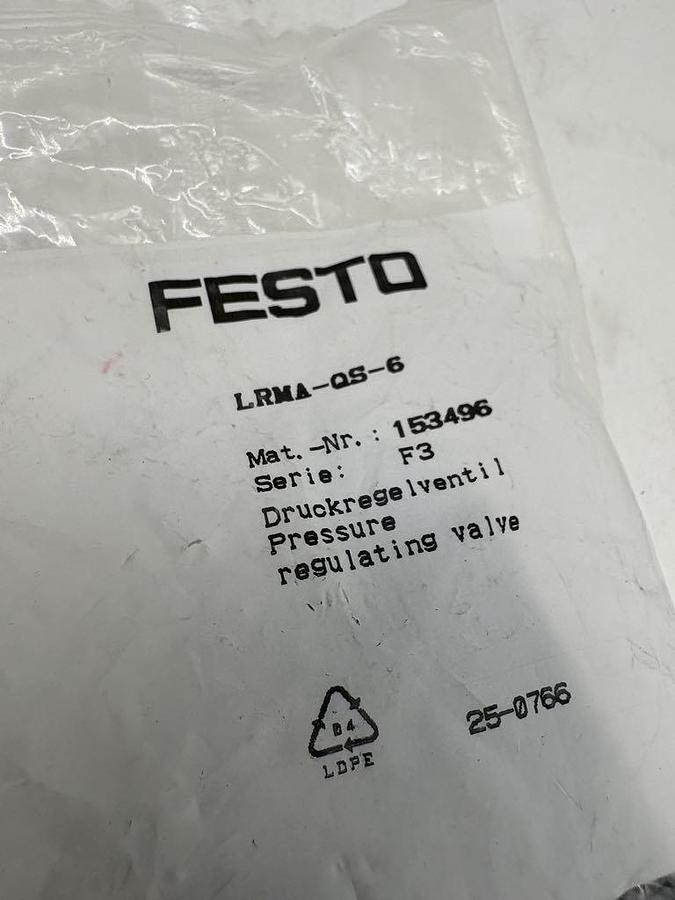 FESTO
LRMA-QS-6
Mat.-Nr.: 153496
Serie: F3
Druckregelventil
Pressure
regulating valve
04
LDPE
25-0766